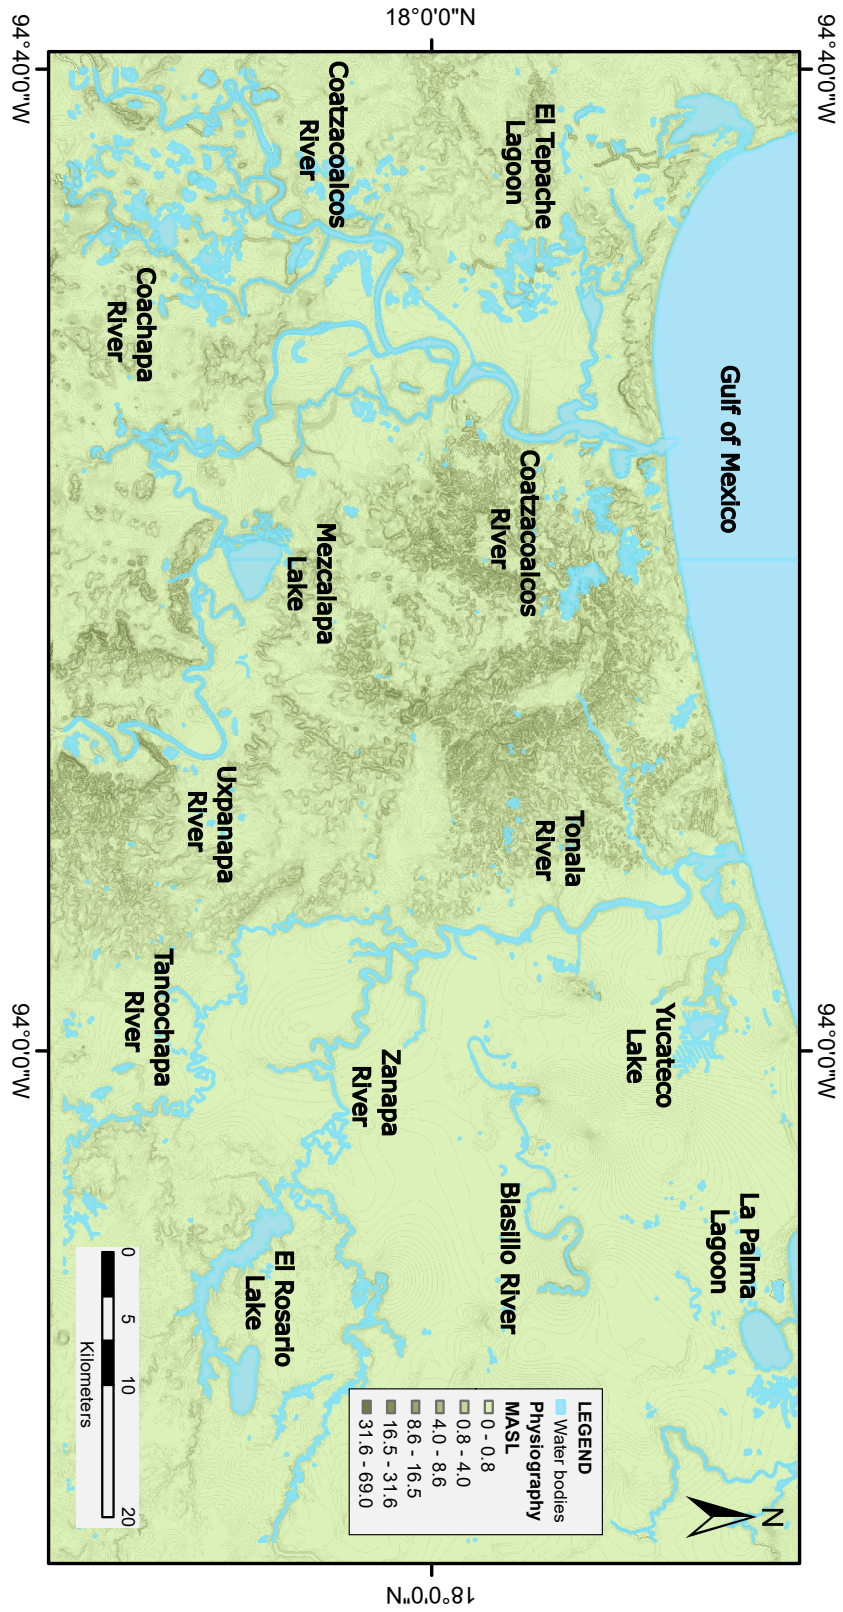 94°40'0"W
94°0'0"W
18°0'0"N
18°0'0"N
94°40'0"W
94°0'0"W
Gulf of Mexico
El Tepache
Lagoon
Coatzacoalcos
River
Coachapa
River
Coatzacoalcos
River
Mezcalapa
Lake
Uxpanapa
River
Tonala
River
Yucateco
Lake
La Palma
Lagoon
Tancochapa
River
Zanapa
River
Blasillo River
El Rosario
Lake
N
LEGEND
Water bodies
Physiography
MASL
0 - 0.8
0.8 - 4.0
4.0 - 8.6
8.6 - 16.5
16.5 - 31.6
31.6 - 69.0
0 5 10 20
Kilometers